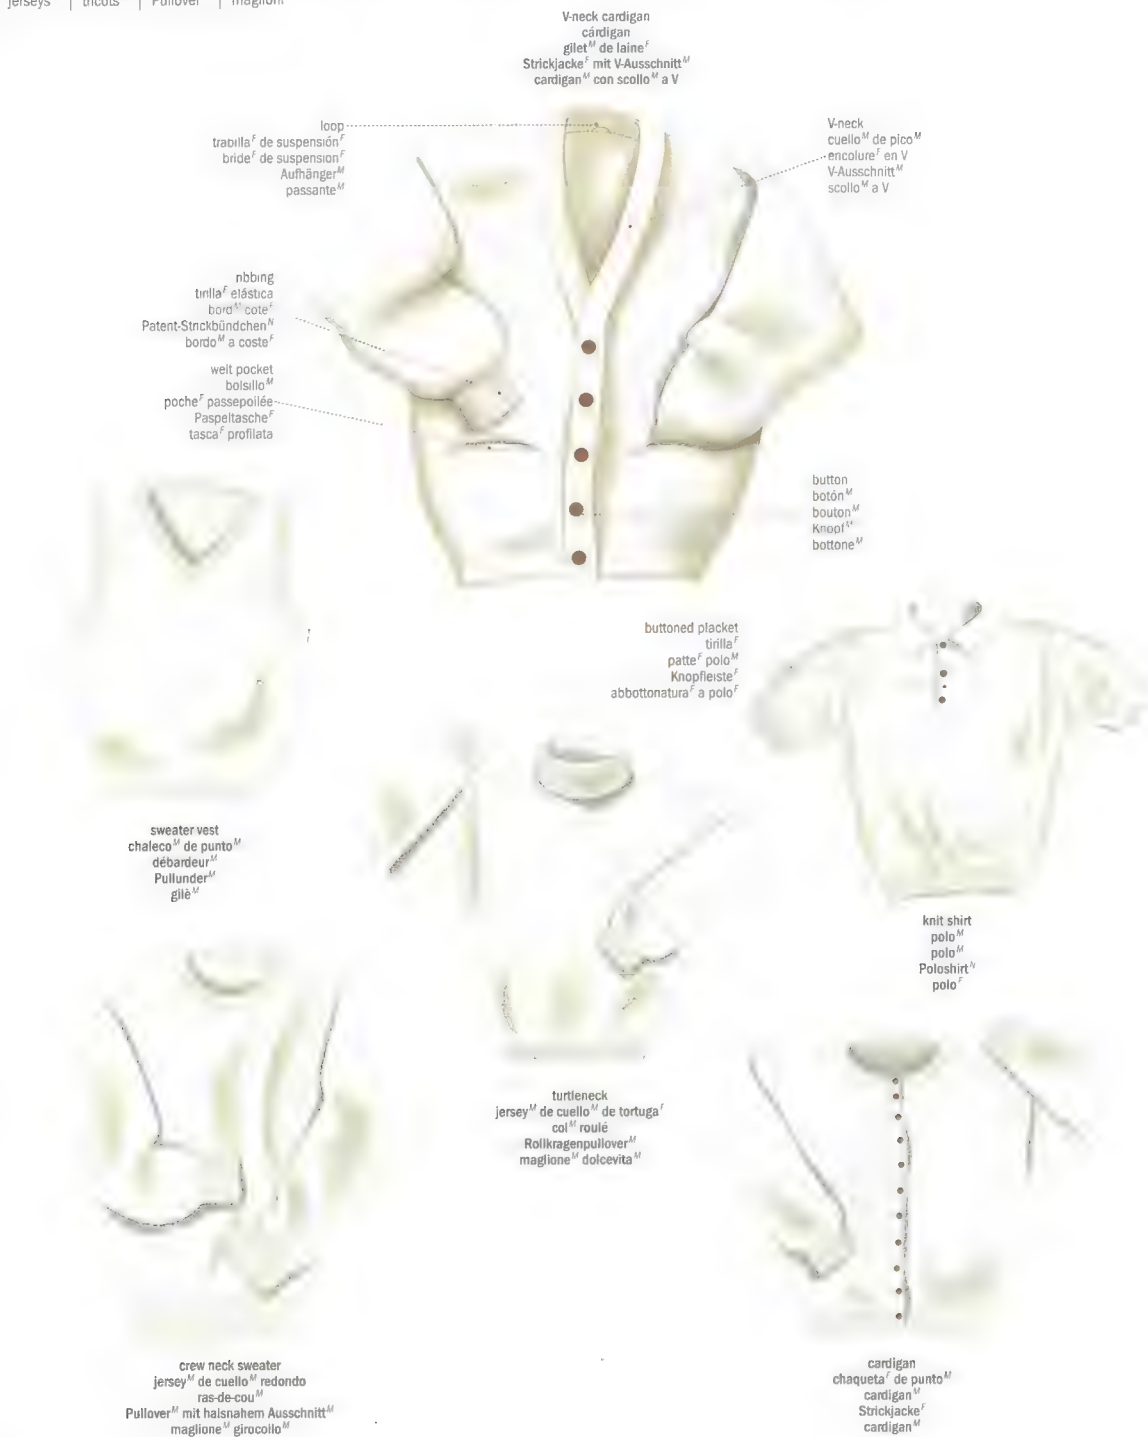 jerseys | tricots | Pullover | maglioni
V-neck cardigan
cárdigan
gilet^M de laine^F
Strickjacke^F mit V-Ausschnitt^M
cardigan^M con scollo^M a V
loop
trabilla^F de suspensión^F
bride^F de suspension^F
Aufhänger^M
passante^M
V-neck
cuello^M de pico^M
encolure^F en V
V-Ausschnitt^M
scollo^M a V
ribbing
tirilla^F elástica
bord^M côte^F
Patent-Strickbündchen^N
bordo^M a coste^F
welt pocket
bolsillo^M
poche^F passepoilée
Paspeltasche^F
tasca^F profilata
button
botón^M
bouton^M
Knopf^M
bottone^M
buttoned placket
tirilla^F
patte^F polo^M
Knopfleiste^F
abbottonatura^F a polo^F
sweater vest
chaleco^M de punto^M
débardeur^M
Pullunder^M
gilè^M
knit shirt
polo^M
polo^M
Poloshirt^N
polo^F
turtleneck
jersey^M de cuello^M de tortuga^F
col^M roulé
Rollkragenpullover^M
maglione^M dolcevita^M
crew neck sweater
jersey^M de cuello^M redondo
ras-de-cou^M
Pullover^M mit halsnahem Ausschnitt^M
maglione^M girocollo^M
cardigan
chaqueta^F de punto^M
cardigan^M
Strickjacke^F
cardigan^M